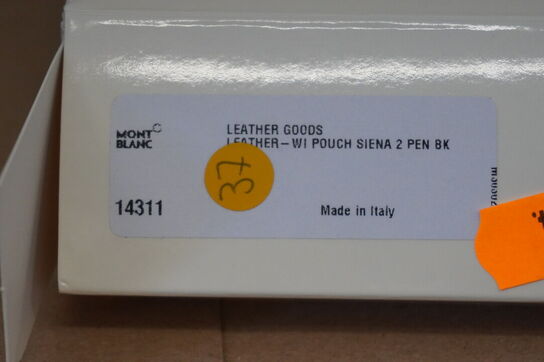 MONT
BLANC
LEATHER GOODS
LEATHER-WI POUCH SIENA 2 PEN BK
37
14311
Made in Italy